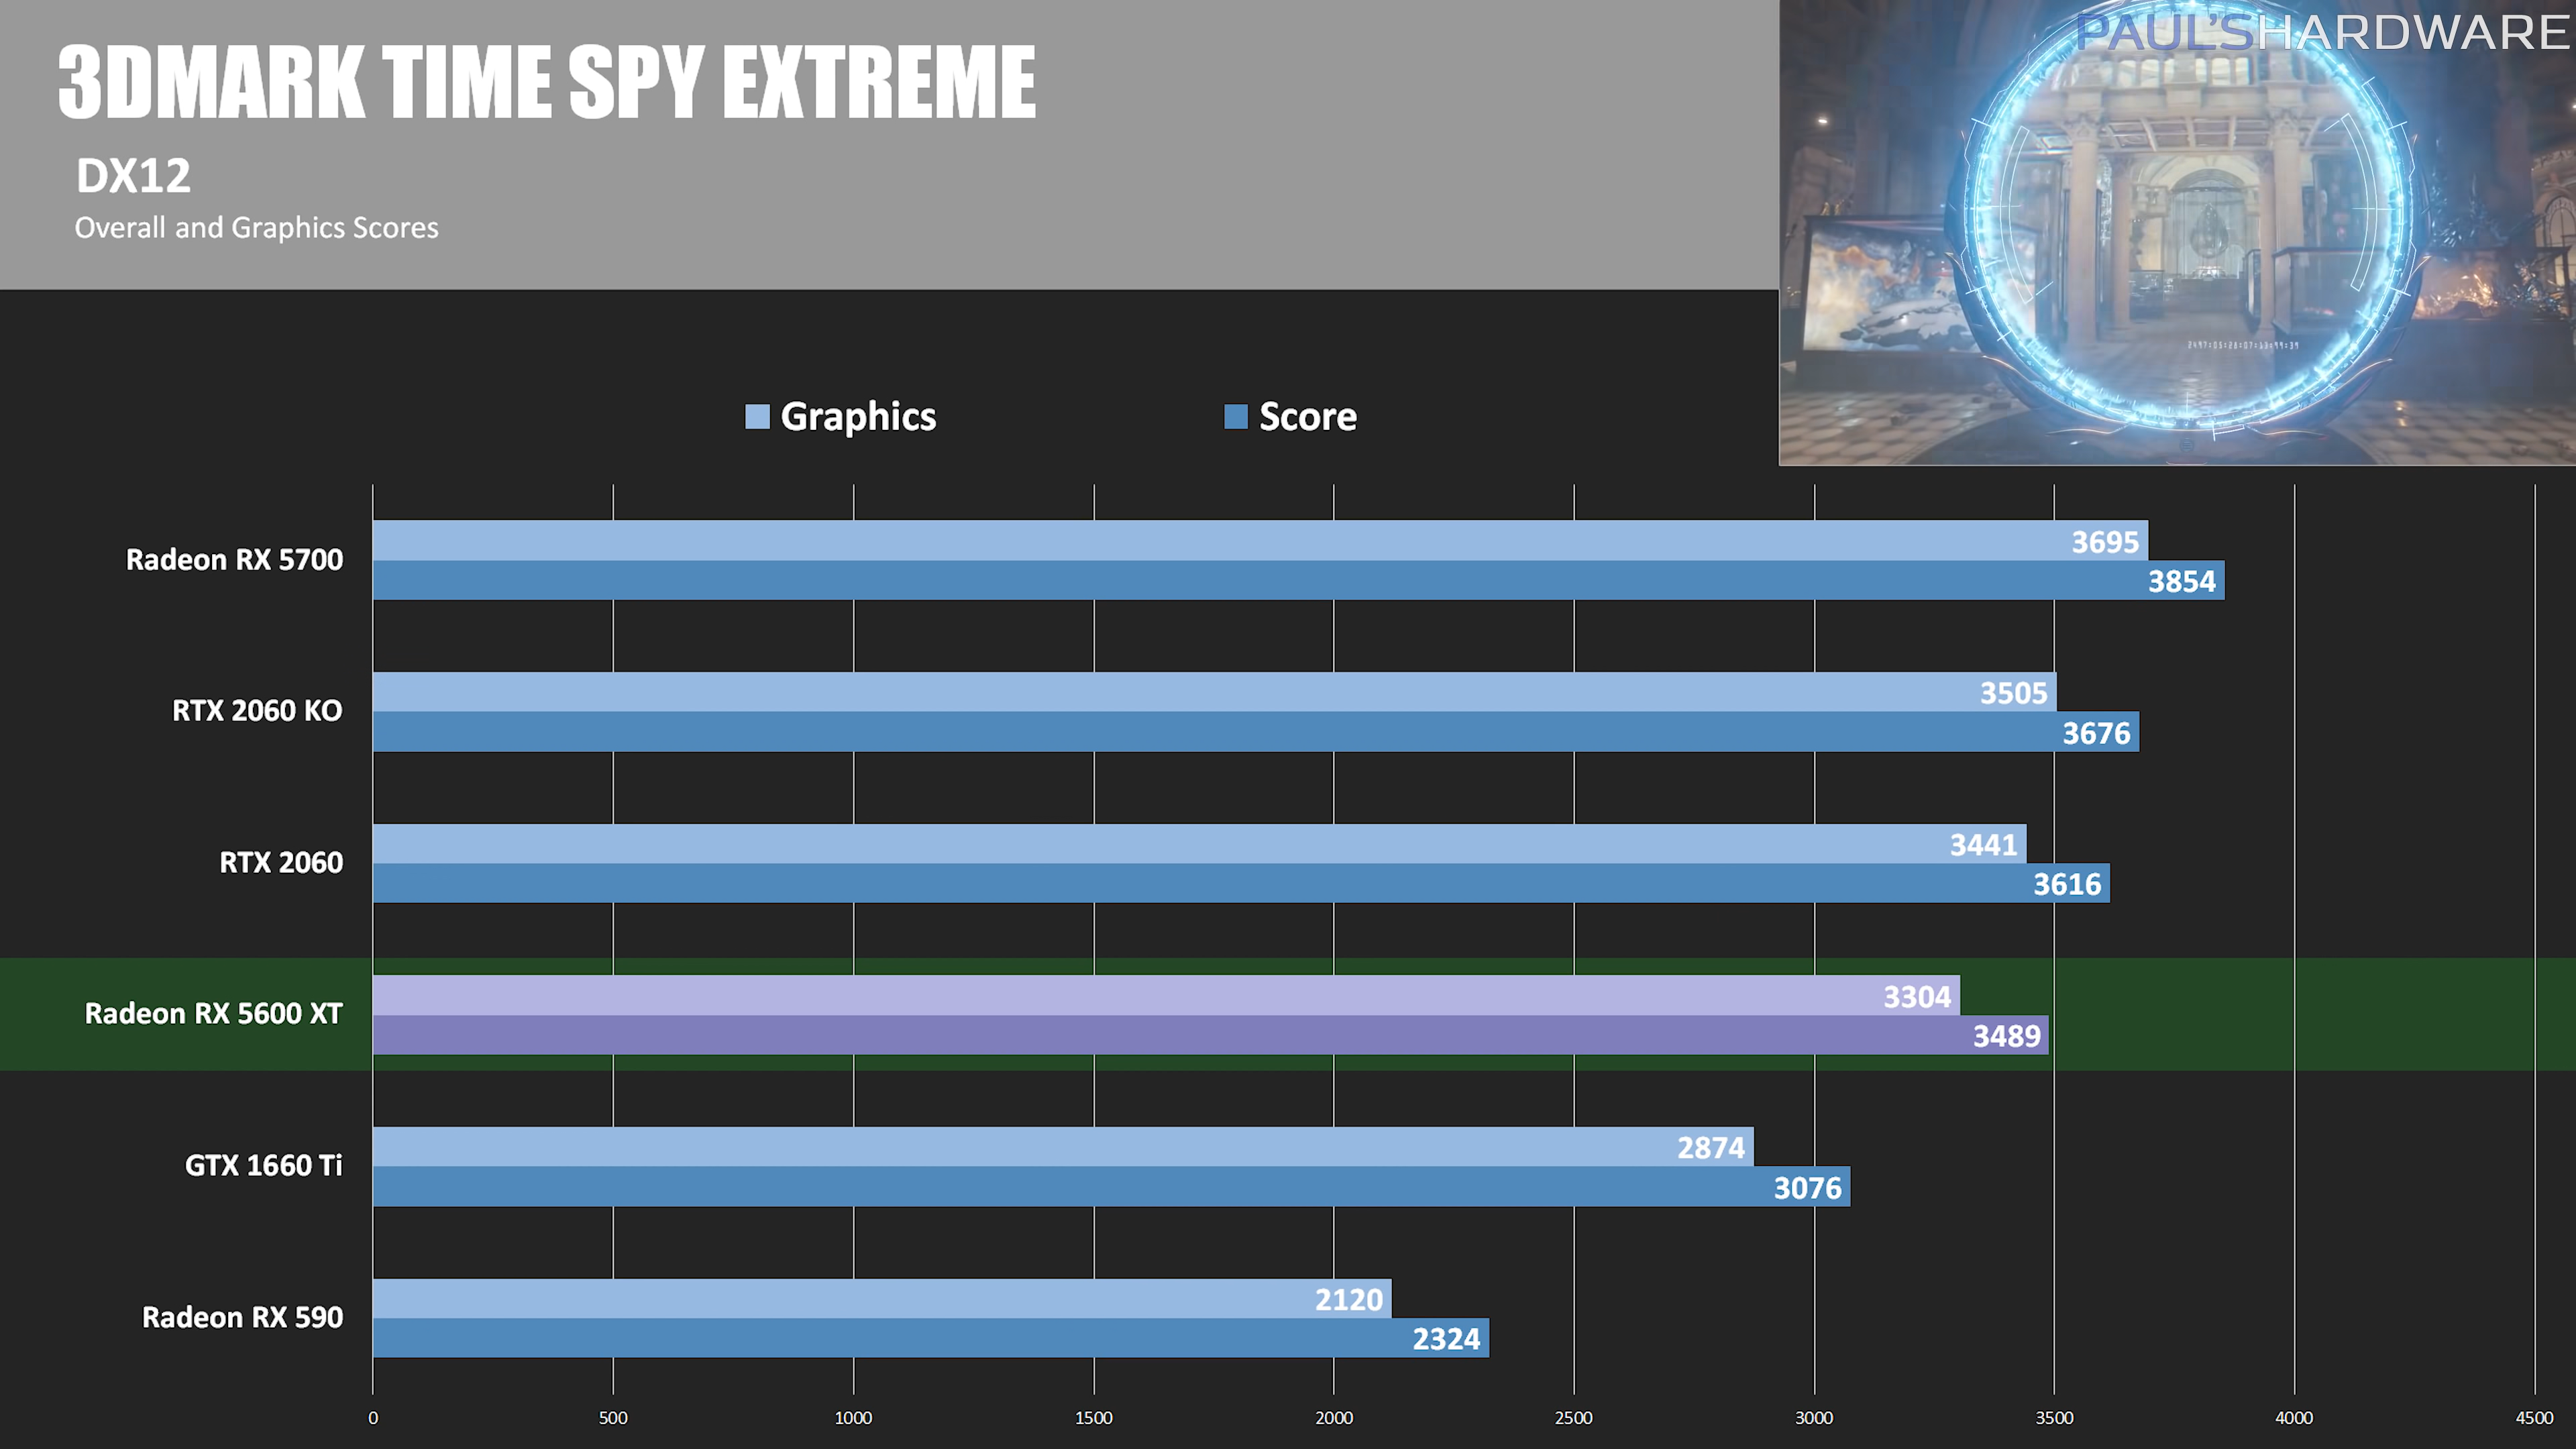 PAUL'SHARDWARE
3DMARK TIME SPY EXTREME
DX12
Overall and Graphics Scores
Graphics
Score
Radeon RX 5700
3695
3854
RTX 2060 KO
3505
3676
RTX 2060
3441
3616
Radeon RX 5600 XT
3304
3489
GTX 1660 Ti
2874
3076
Radeon RX 590
2120
2324
0 500 1000 1500 2000 2500 3000 3500 4000 4500